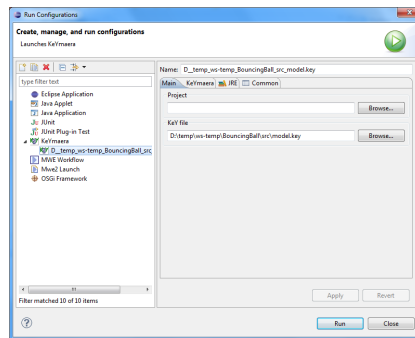 Run Configurations
Create, manage, and run configurations
Launches KeYmaera
type filter text
Eclipse Application
Java Applet
Java Application
JUnit
JUnit Plug-in Test
KeYmaera
D__temp_ws-temp_BouncingBall_src
MWE Workflow
Mwe2 Launch
OSGi Framework
Filter matched 10 of 10 items
Name: D__temp_ws-temp_BouncingBall_src_model.key
Main KeYmaera JRE Common
Project
Browse...
KeY file
D:\temp\ws-temp\BouncingBall\src\model.key Browse...
Apply Revert
Run Close